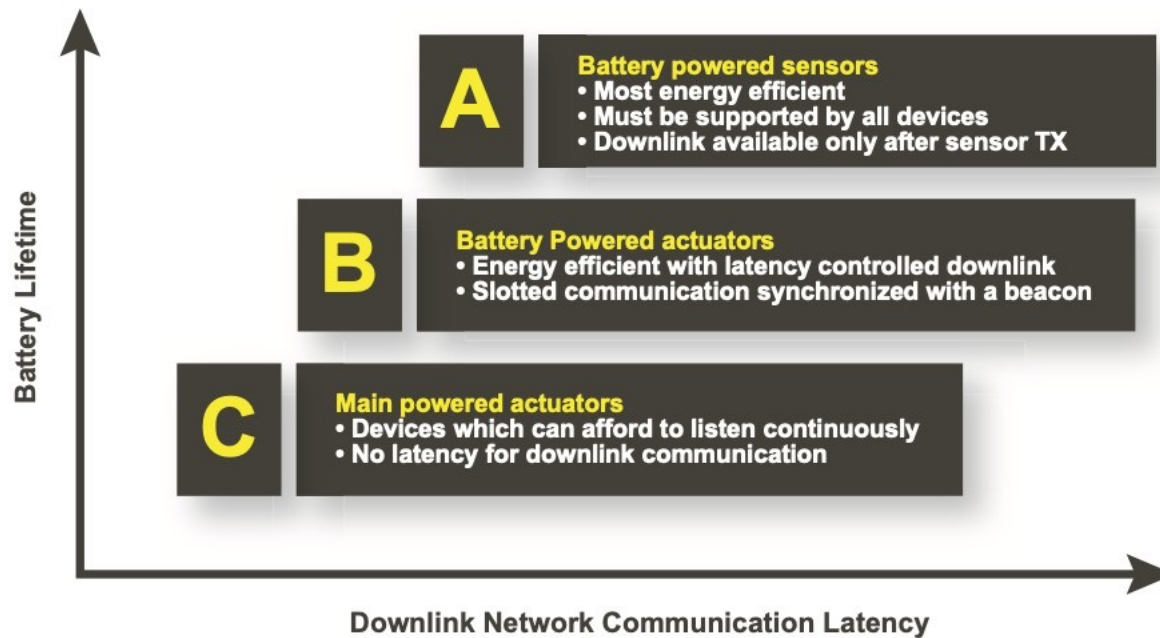 Battery Lifetime
A
Battery powered sensors
• Most energy efficient
• Must be supported by all devices
• Downlink available only after sensor TX
B
Battery Powered actuators
• Energy efficient with latency controlled downlink
• Slotted communication synchronized with a beacon
C
Main powered actuators
• Devices which can afford to listen continuously
• No latency for downlink communication
Downlink Network Communication Latency